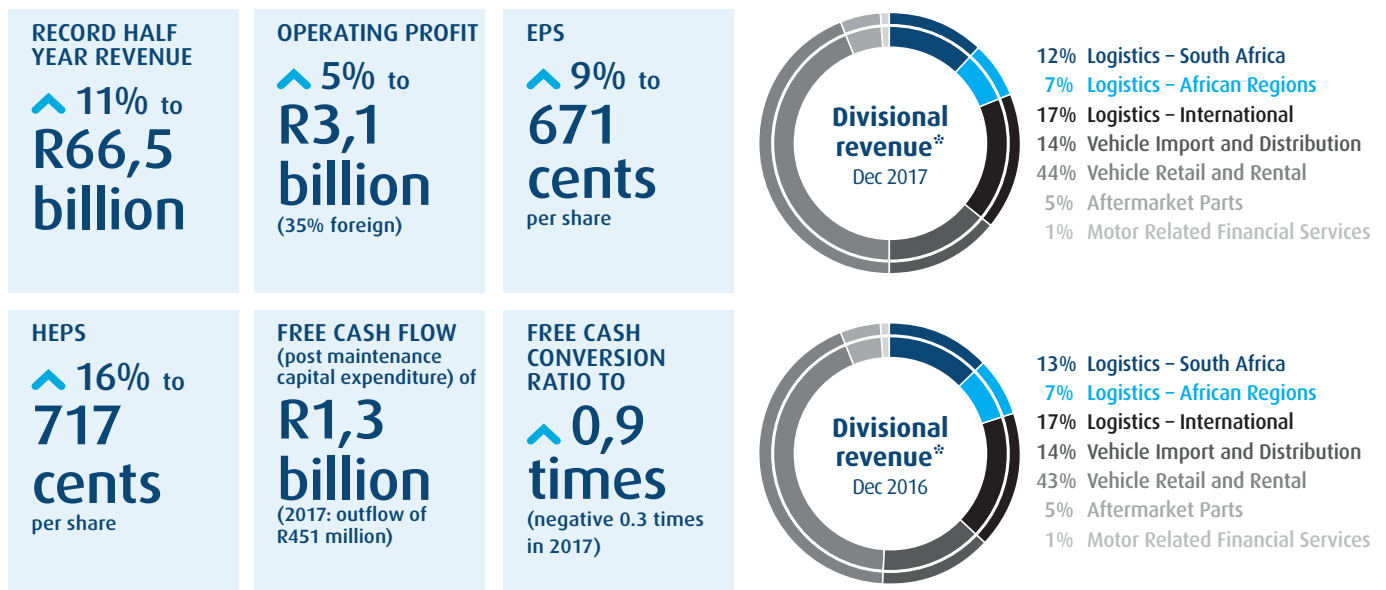 RECORD HALF
YEAR REVENUE
11% to
R66,5
billion
OPERATING PROFIT
5% to
R3,1
billion
(35% foreign)
EPS
9% to
671
cents
per share
Divisional
revenue*
Dec 2017
12% Logistics – South Africa
7% Logistics – African Regions
17% Logistics – International
14% Vehicle Import and Distribution
44% Vehicle Retail and Rental
5% Aftermarket Parts
1% Motor Related Financial Services
HEPS
16% to
717
cents
per share
FREE CASH FLOW
(post maintenance
capital expenditure) of
R1,3
billion
(2017: outflow of
R451 million)
FREE CASH
CONVERSION
RATIO TO
0,9
times
(negative 0.3 times
in 2017)
Divisional
revenue*
Dec 2016
13% Logistics – South Africa
7% Logistics – African Regions
17% Logistics – International
14% Vehicle Import and Distribution
43% Vehicle Retail and Rental
5% Aftermarket Parts
1% Motor Related Financial Services